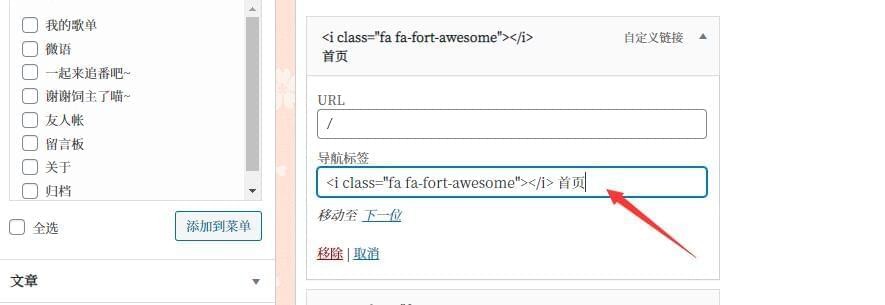 我的歌单
微语
一起来追番吧~
谢谢饲主了喵~
友人帐
留言板
关于
归档
全选
添加到菜单
文章
<i class="fa fa-fort-awesome"></i>
首页
自定义链接
URL
/
导航标签
<i class="fa fa-fort-awesome"></i> 首页
移动至 下一位
移除 | 取消